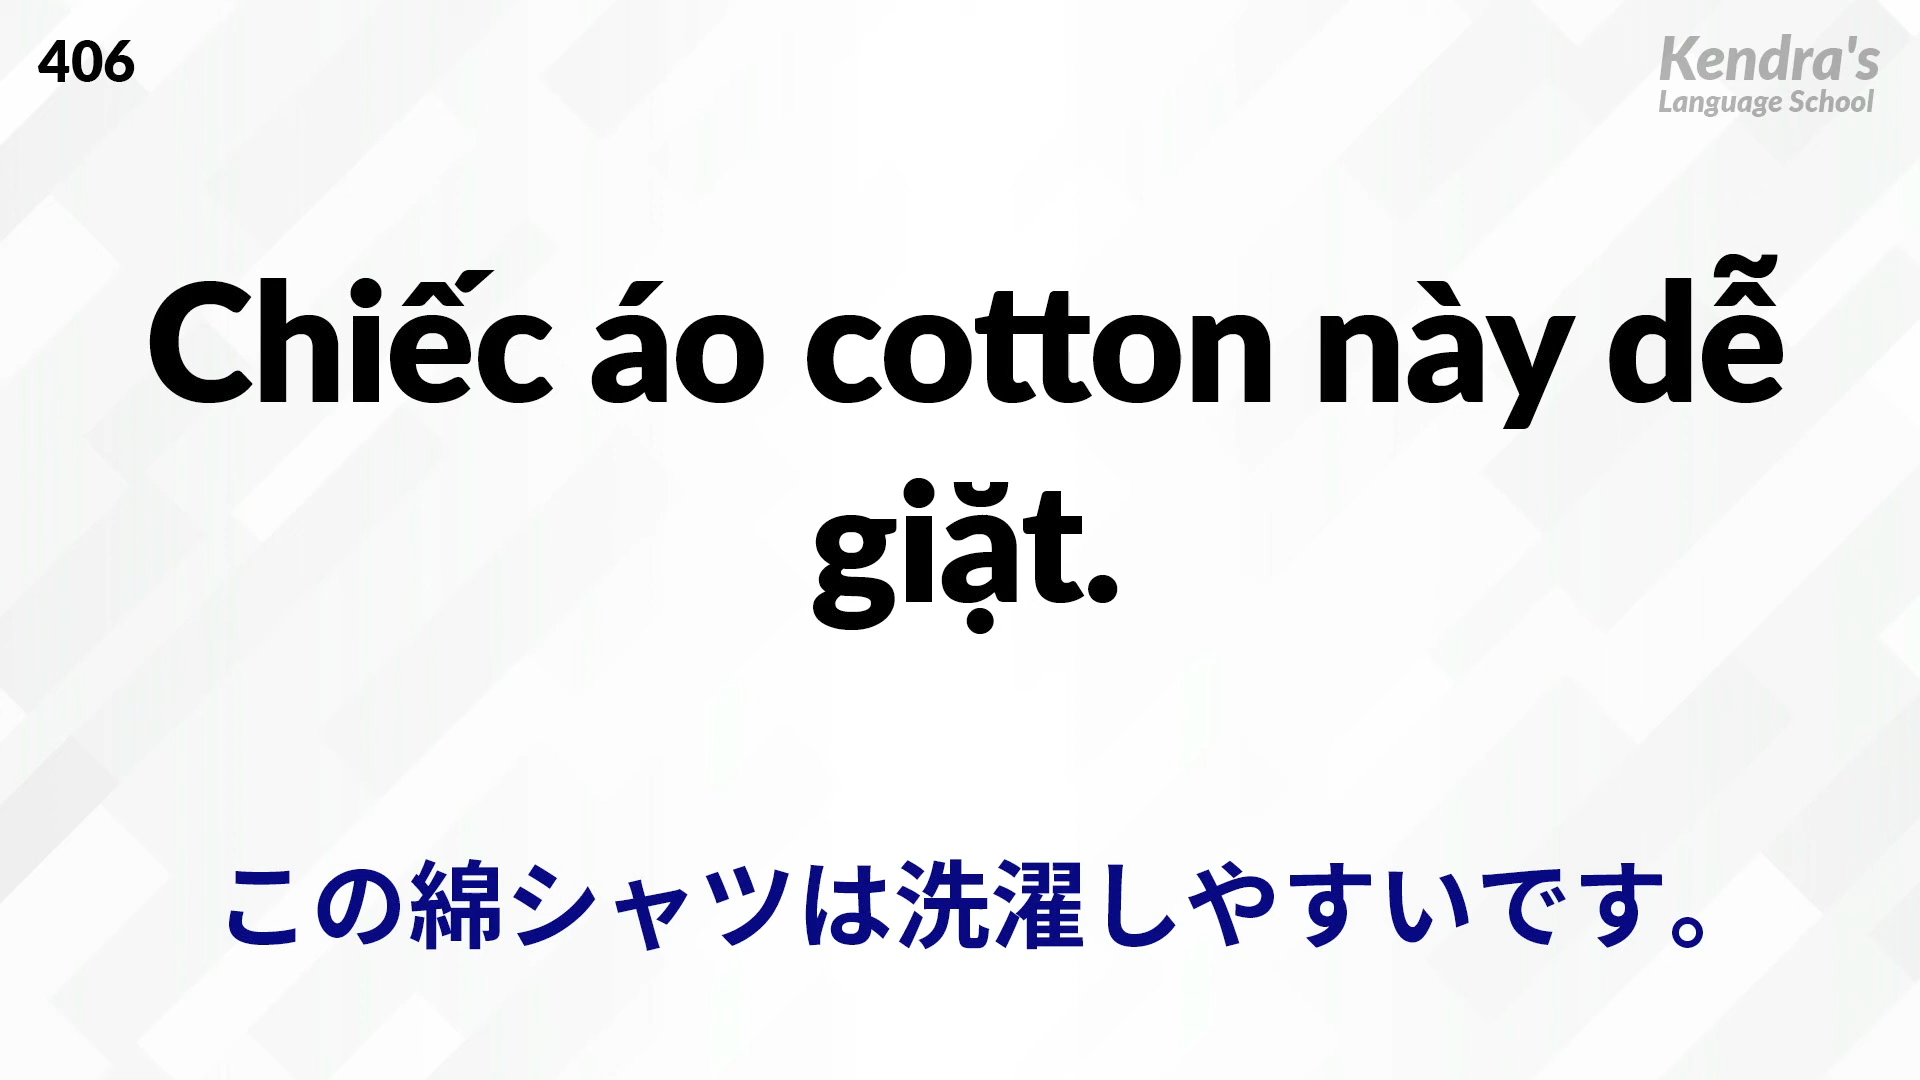 406
Kendra's
Language School
Chiếc áo cotton này dễ
giặt.
この綿シャツは洗濯しやすいです。